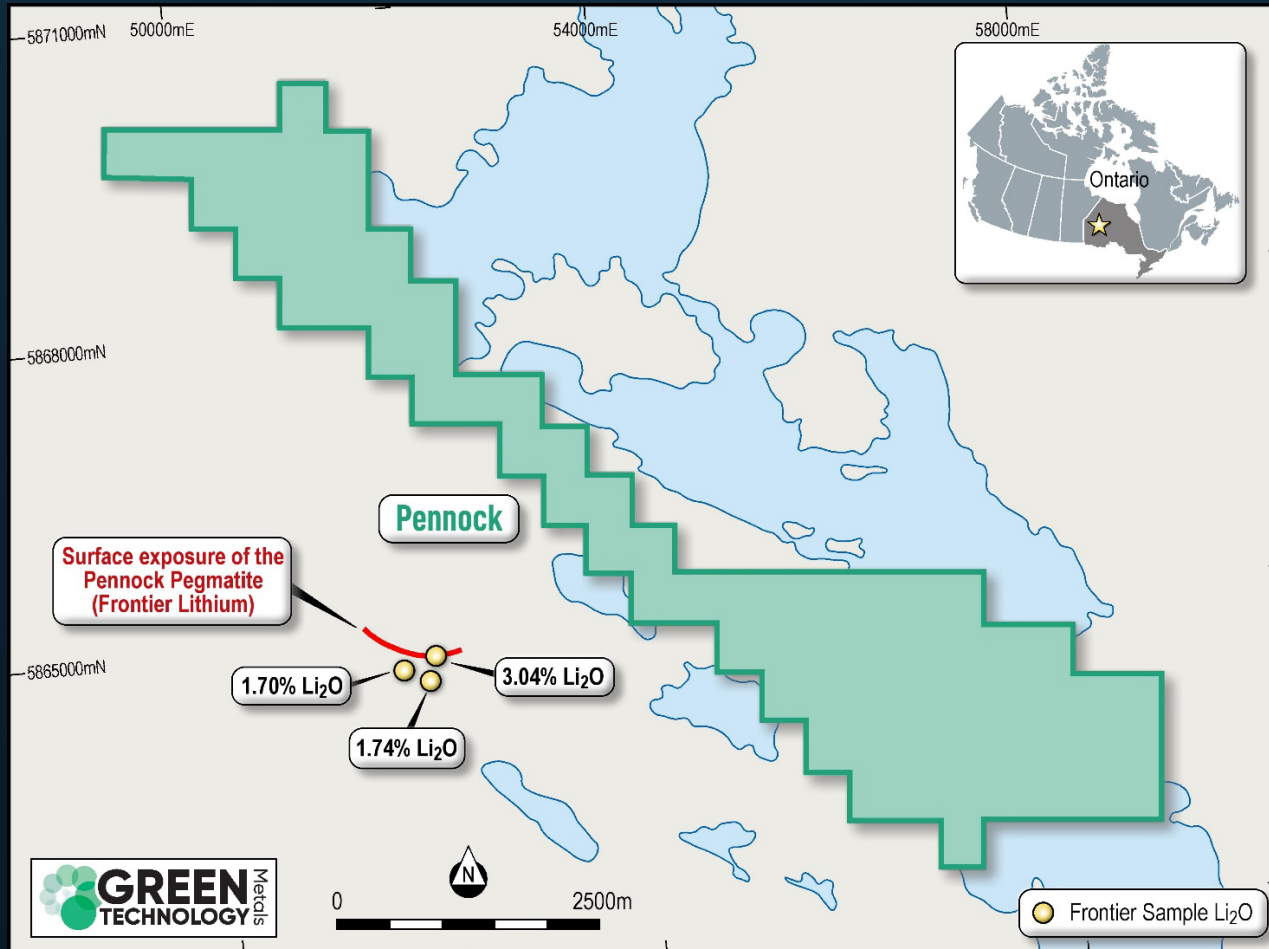 5871000mN
50000mE
54000mE
58000mE
Ontario
5868000mN
Pennock
Surface exposure of the
Pennock Pegmatite
(Frontier Lithium)
5865000mN
1.70% Li₂O
3.04% Li₂O
1.74% Li₂O
GREEN
TECHNOLOGY
Metals
N
0
2500m
Frontier Sample Li₂O